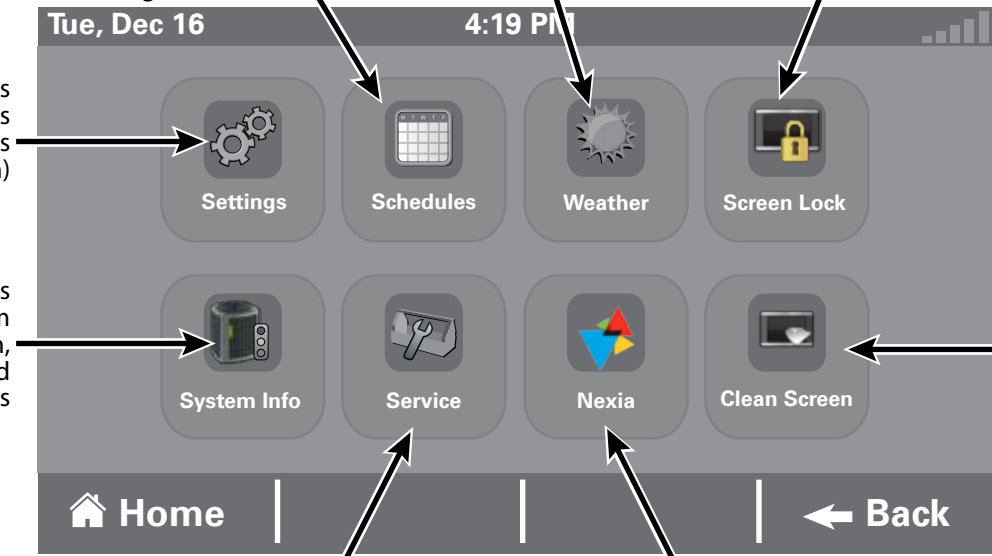 Tue, Dec 16 4:19 PM
Settings Schedules Weather Screen Lock
System Info Service Nexia Clean Screen
Home Back